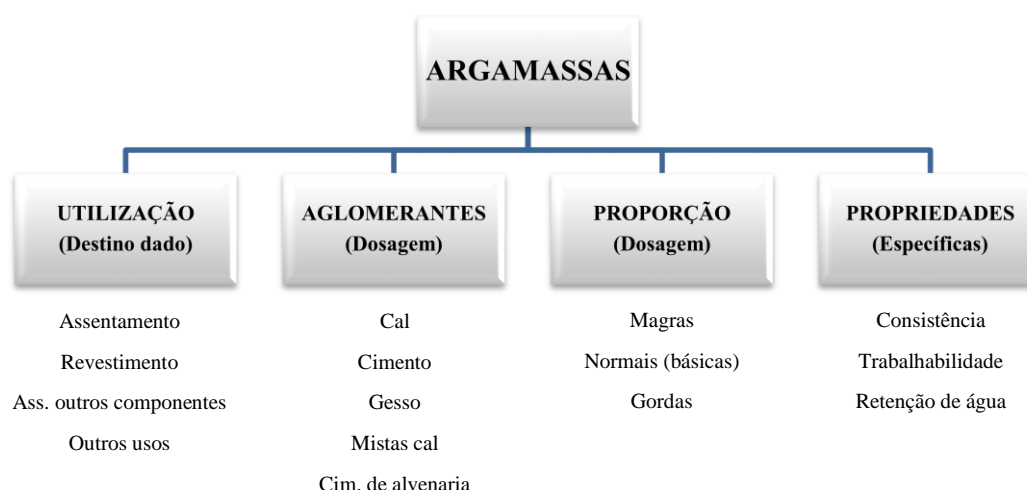 ARGAMASSAS
UTILIZAÇÃO
(Destino dado)
Assentamento
Revestimento
Ass. outros componentes
Outros usos
AGLOMERANTES
(Dosagem)
Cal
Cimento
Gesso
Mistas cal
Cim. de alvenaria
PROPORÇÃO
(Dosagem)
Magras
Normais (básicas)
Gordas
PROPRIEDADES
(Específicas)
Consistência
Trabalhabilidade
Retenção de água